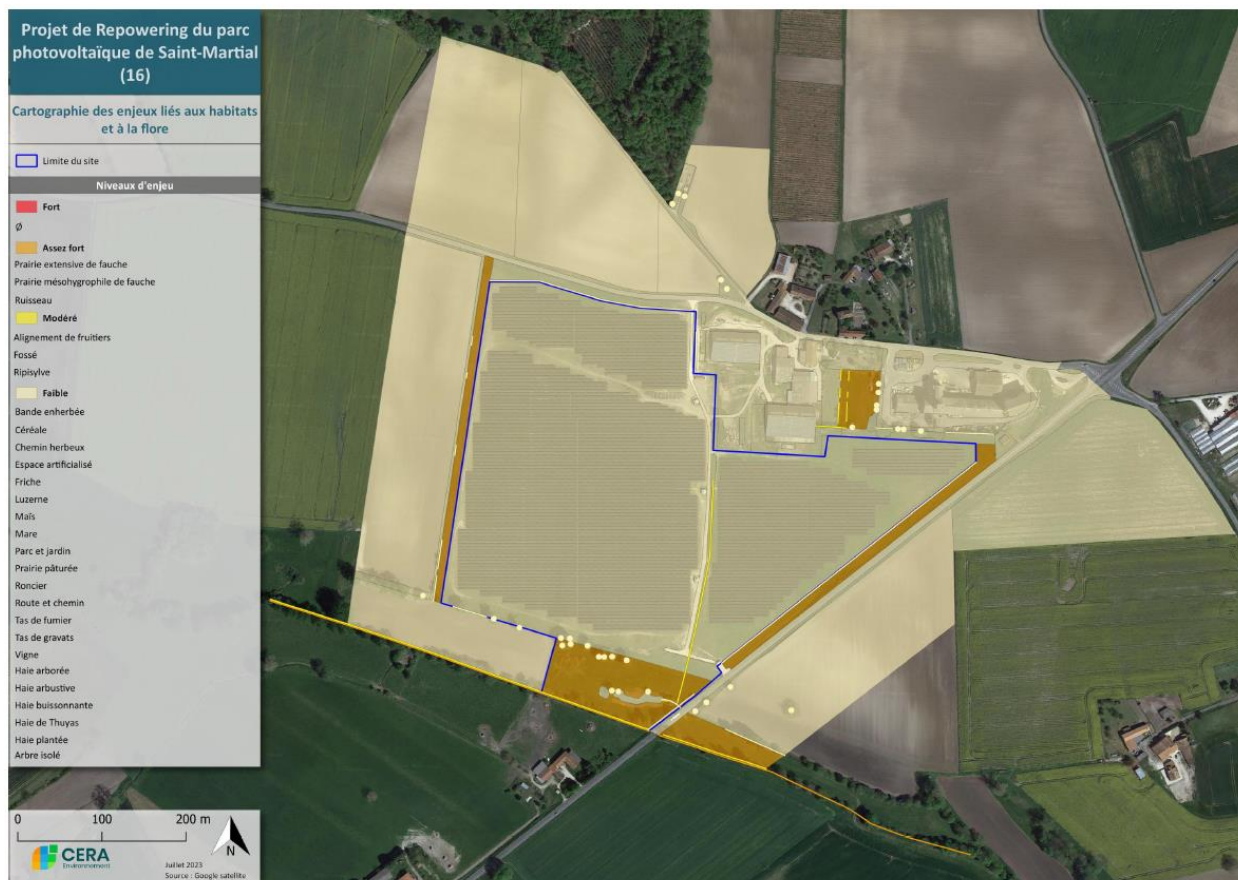 Projet de Repowering du parc
photovoltaïque de Saint-Martial
(16)
Cartographie des enjeux liés aux habitats
et à la flore
Limite du site
Niveaux d'enjeu
Fort
Ø
Assez fort
Prairie extensive de fauche
Prairie mésohygrophile de fauche
Ruisseau
Modéré
Alignement de fruitiers
Fossé
Ripisylve
Faible
Bande enherbée
Céréale
Chemin herbeux
Espace artificialisé
Friche
Luzerne
Maïs
Mare
Parc et jardin
Prairie pâturée
Roncier
Route et chemin
Tas de fumier
Tas de gravats
Vigne
Haie arborée
Haie arbustive
Haie buissonnante
Haie de Thuyas
Haie plantée
Arbre isolé
0 100 200 m
N
CERA
Environnement
Juillet 2023
Source : Google satellite